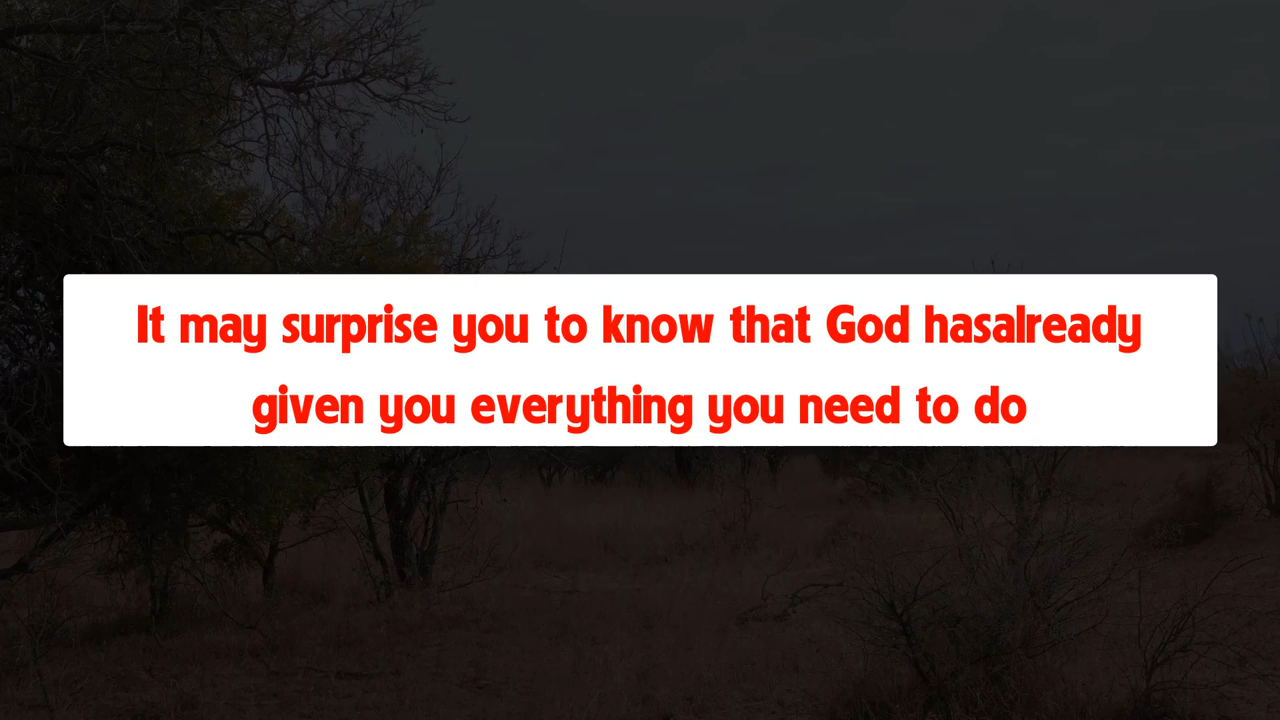 It may surprise you to know that God hasalready
given you everything you need to do